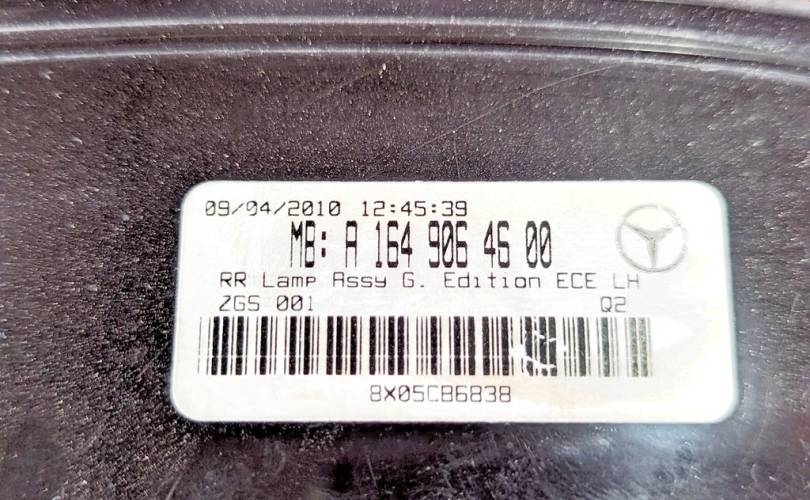 09/04/2010 12:45:39
MB: A 164 906 46 00
RR Lamp Assy G. Edition ECE LH
ZGS 001 Q2
8X05CB6838